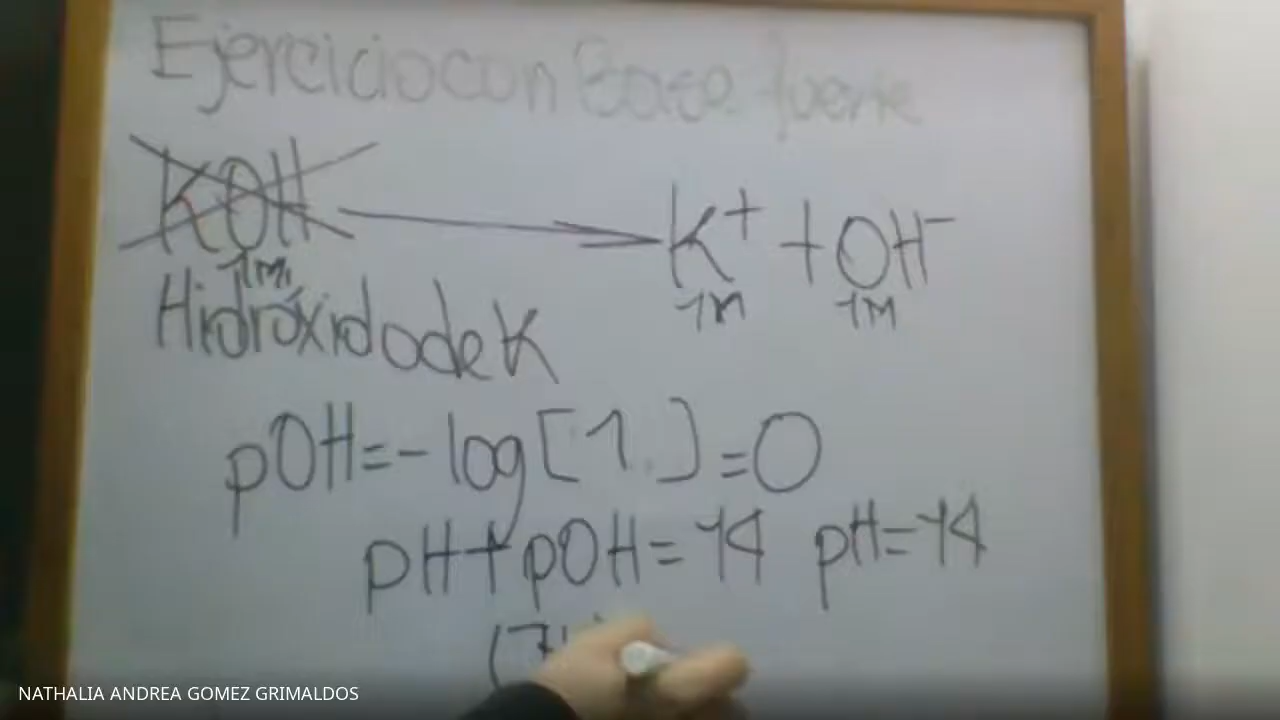 Ejercicio con Base fuerte
KOH → K⁺ + OH⁻
1M 1M 1M
Hidróxido de K
pOH = -log [1.] = 0
pH + pOH = 14 pH = 14
(7
NATHALIA ANDREA GOMEZ GRIMALDOS